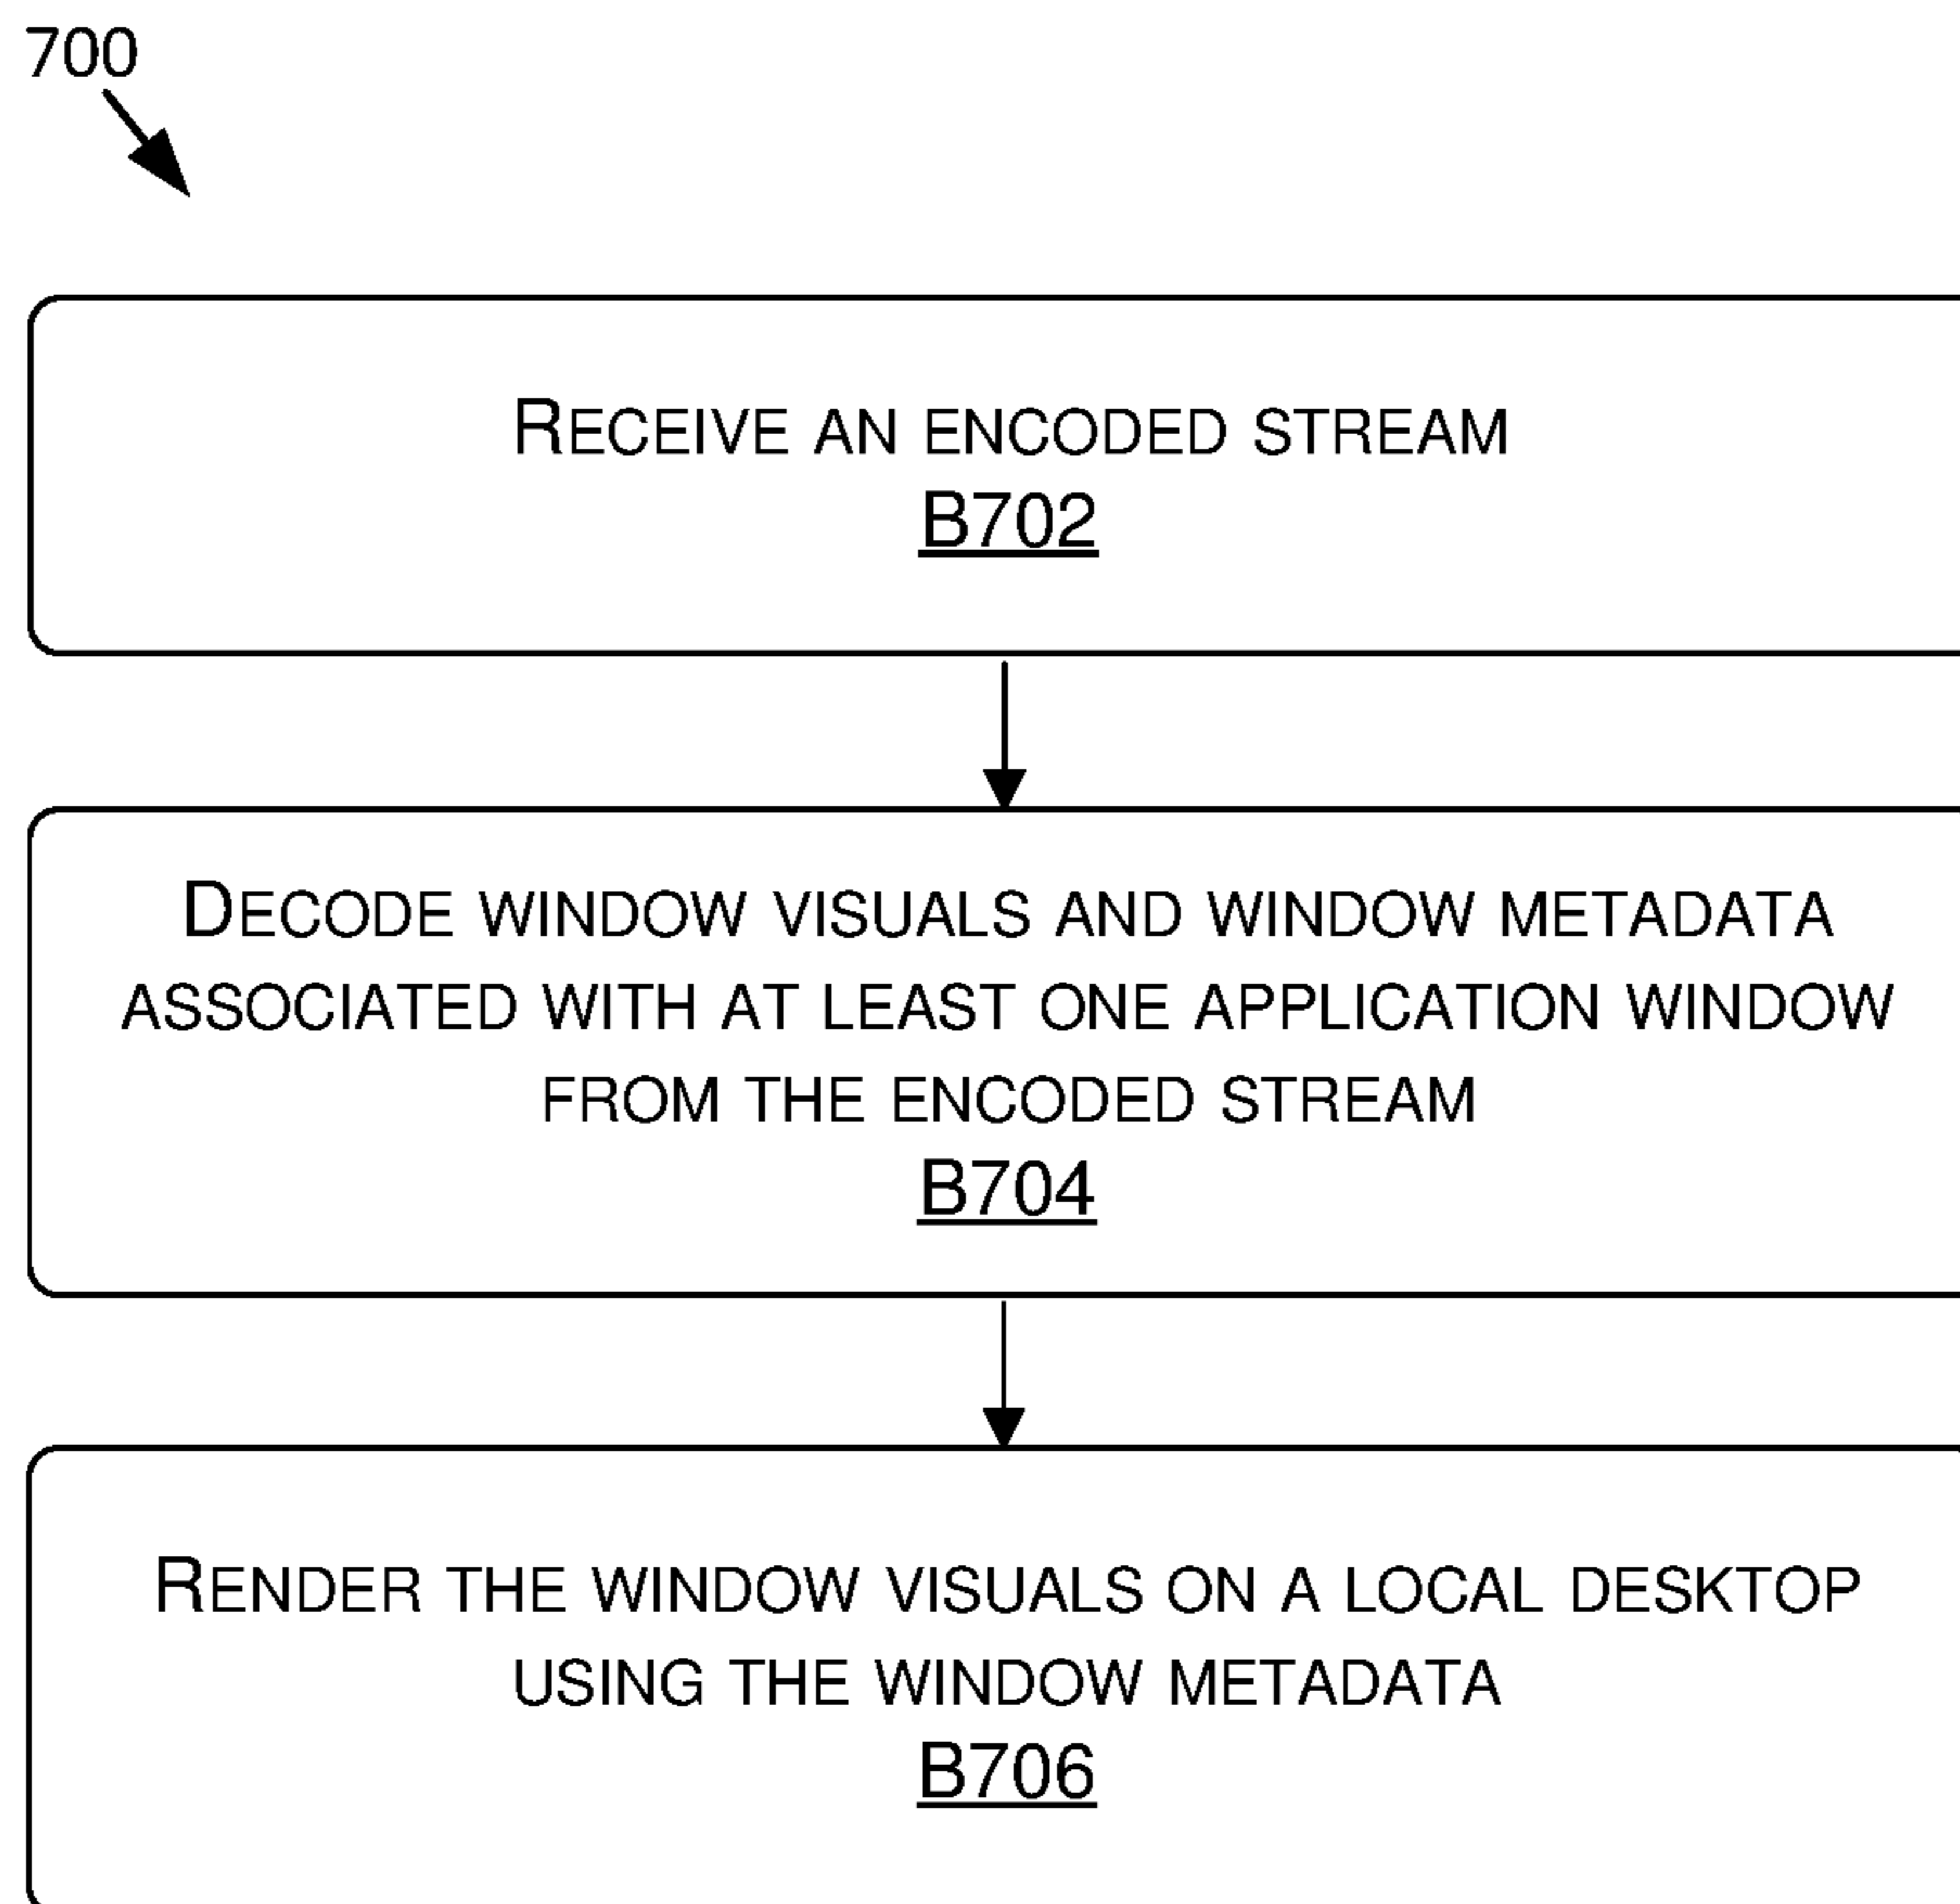 700
RECEIVE AN ENCODED STREAM
B702
DECODE WINDOW VISUALS AND WINDOW METADATA
ASSOCIATED WITH AT LEAST ONE APPLICATION WINDOW
FROM THE ENCODED STREAM
B704
RENDER THE WINDOW VISUALS ON A LOCAL DESKTOP
USING THE WINDOW METADATA
B706